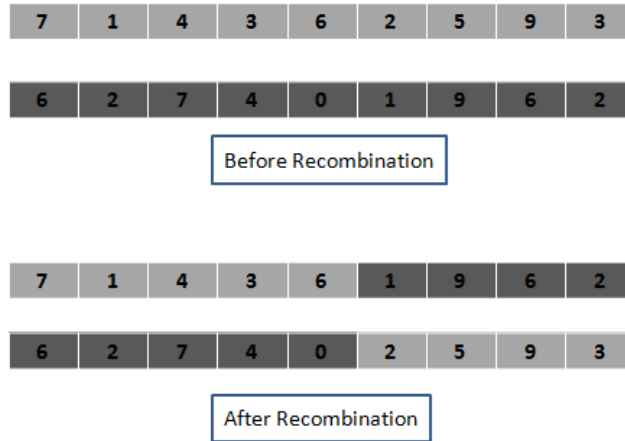 7 1 4 3 6 2 5 9 3
6 2 7 4 0 1 9 6 2
Before Recombination
7 1 4 3 6 1 9 6 2
6 2 7 4 0 2 5 9 3
After Recombination